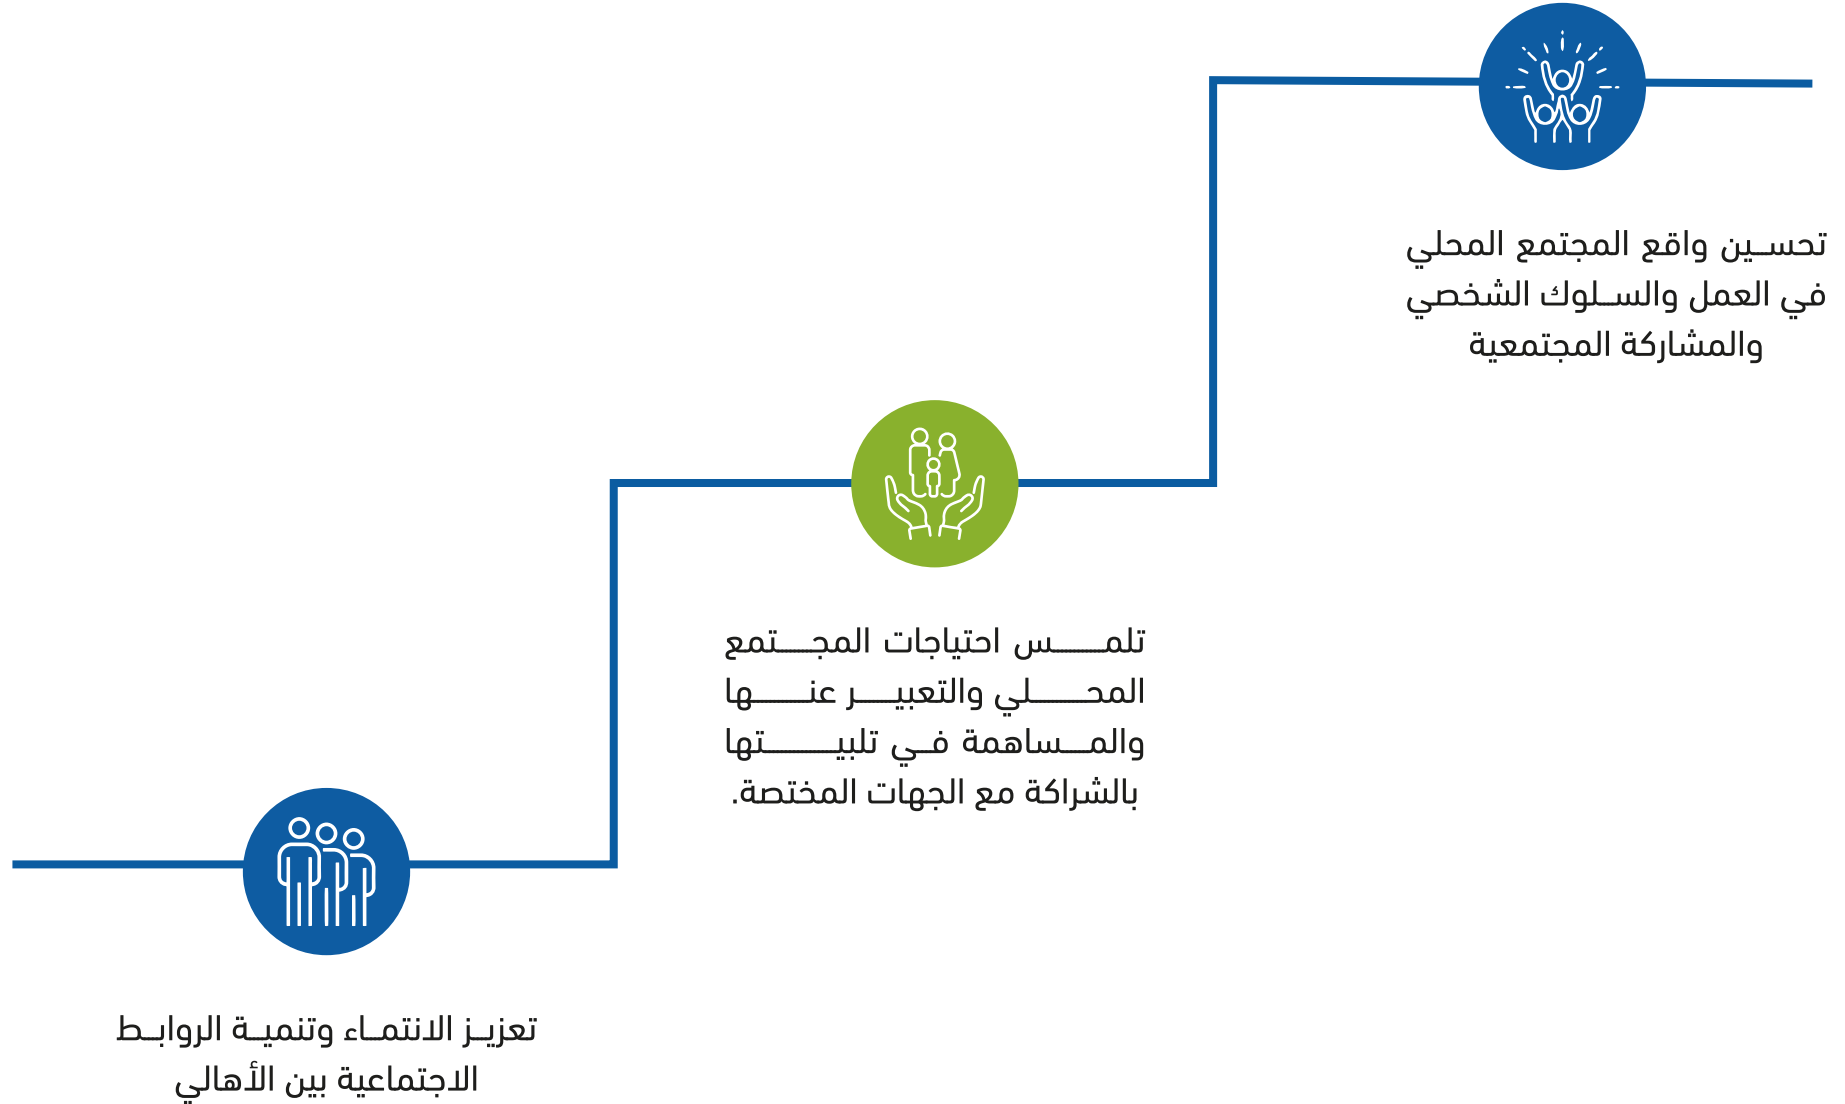 تحسين واقع المجتمع المحلي
في العمل والسلوك الشخصي
والمشاركة المجتمعية
تلمس احتياجات المجتمع
المحلي والتعبير عنها
والمساهمة في تلبيتها
بالشراكة مع الجهات المختصة.
تعزيز الانتماء وتنمية الروابط
الاجتماعية بين الأهالي